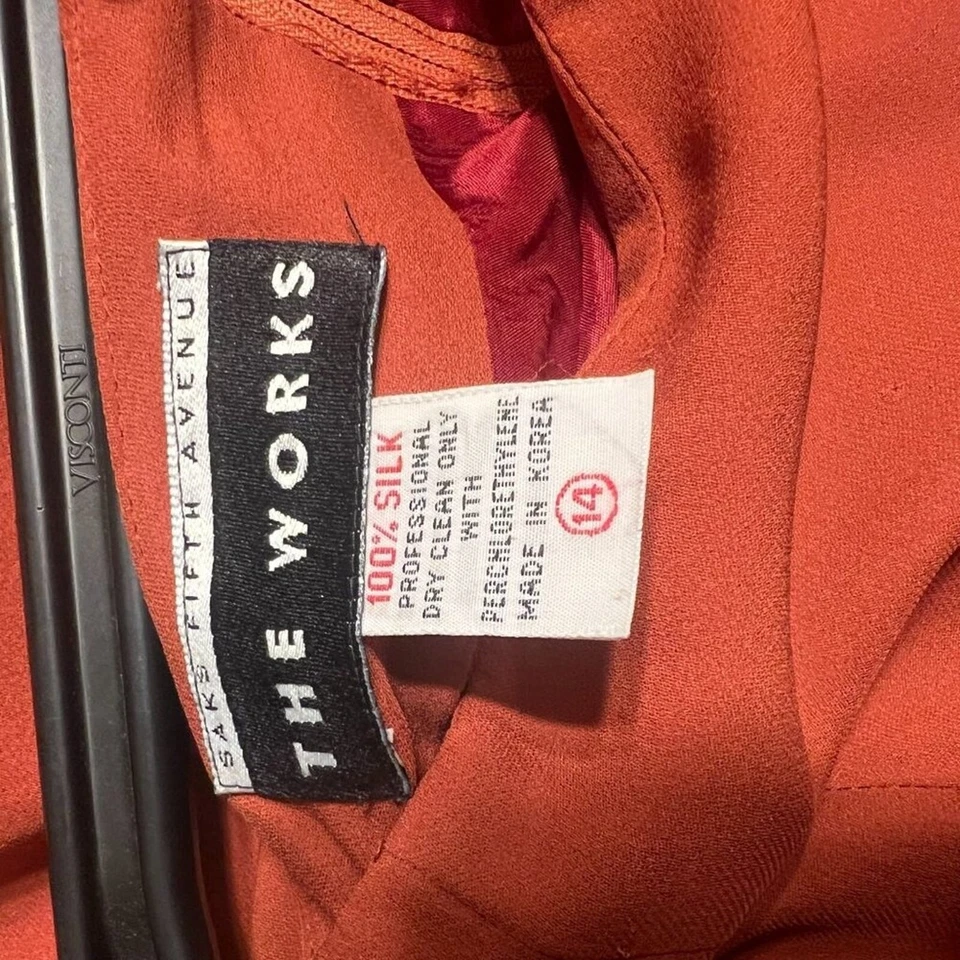 SAKS FIFTH AVENUE
THE WORKS
100% SILK
PROFESSIONAL
DRY CLEAN ONLY
WITH
PERCHLORETHYLENE
MADE IN KOREA
14
VISCONTI